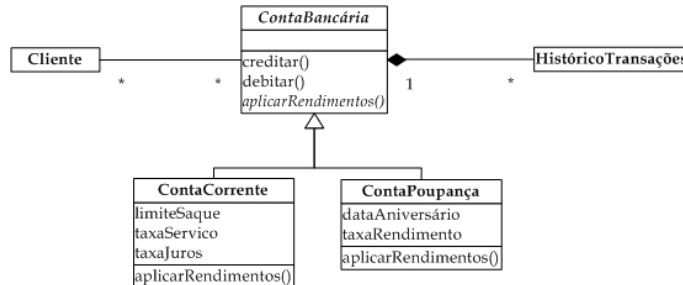 ContaBancária
Cliente
creditar()
debitar()
aplicarRendimentos()
HistóricoTransações
*
*
1
*
ContaCorrente
limiteSaque
taxaServico
taxaJuros
aplicarRendimentos()
ContaPoupança
dataAniversário
taxaRendimento
aplicarRendimentos()